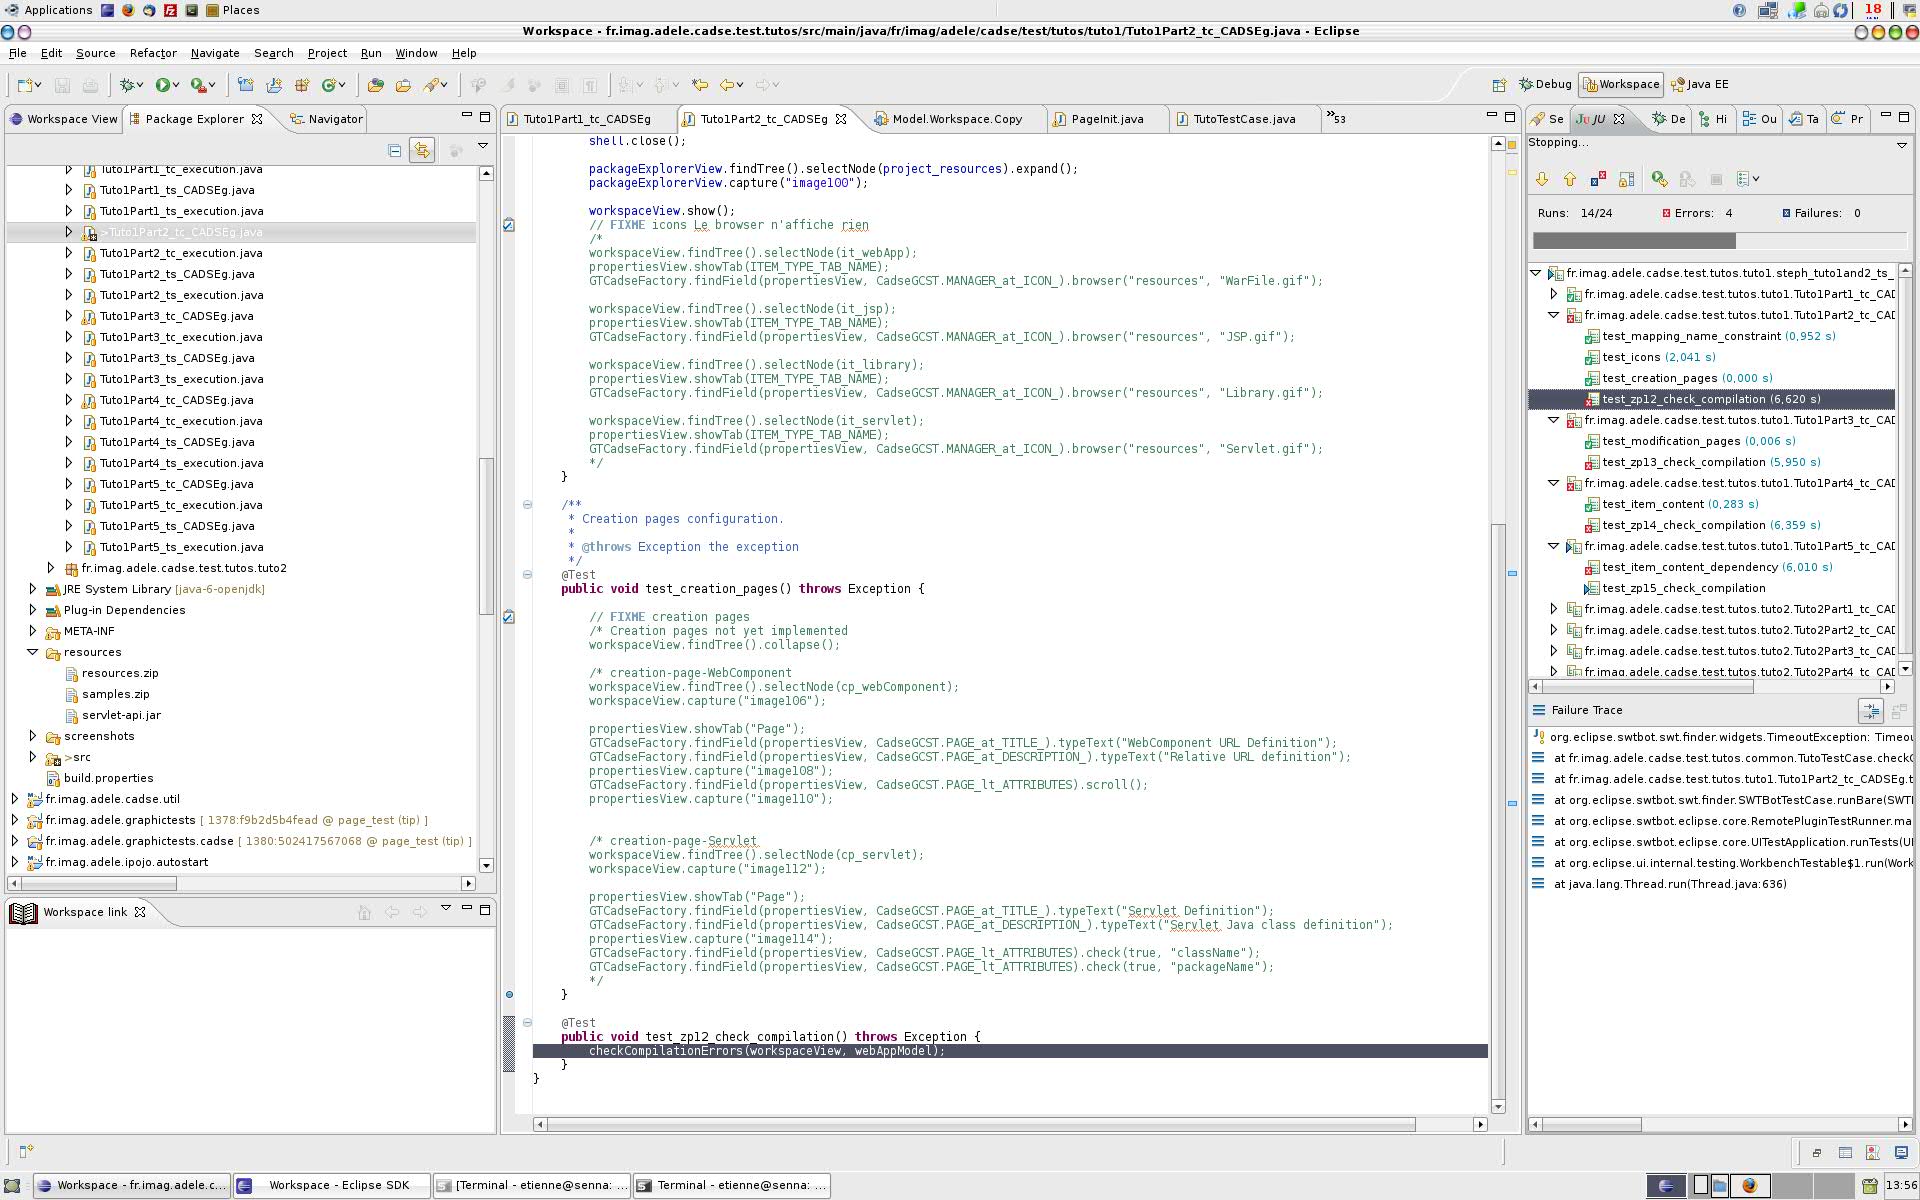 Applications
Places
18
Workspace - fr.imag.adele.cadse.test.tutos/src/main/java/fr/imag/adele/cadse/test/tutos/tuto1/Tuto1Part2_tc_CADSEg.java - Eclipse
File Edit Source Refactor Navigate Search Project Run Window Help
Debug
Workspace
Java EE
Workspace View
Package Explorer
Navigator
Tuto1Part1_tc_execution.java
Tuto1Part1_ts_CADSEg.java
Tuto1Part1_ts_execution.java
>Tuto1Part2_tc_CADSEg.java
Tuto1Part2_tc_execution.java
Tuto1Part2_ts_CADSEg.java
Tuto1Part2_ts_execution.java
Tuto1Part3_tc_CADSEg.java
Tuto1Part3_tc_execution.java
Tuto1Part3_ts_CADSEg.java
Tuto1Part3_ts_execution.java
Tuto1Part4_tc_CADSEg.java
Tuto1Part4_tc_execution.java
Tuto1Part4_ts_CADSEg.java
Tuto1Part4_ts_execution.java
Tuto1Part5_tc_CADSEg.java
Tuto1Part5_tc_execution.java
Tuto1Part5_ts_CADSEg.java
Tuto1Part5_ts_execution.java
fr.imag.adele.cadse.test.tutos.tuto2
JRE System Library [java-6-openjdk]
Plug-in Dependencies
META-INF
resources
resources.zip
samples.zip
servlet-api.jar
screenshots
>src
build.properties
fr.imag.adele.cadse.util
fr.imag.adele.graphictests [ 1378:f9b2d5b4fead @ page_test (tip) ]
fr.imag.adele.graphictests.cadse [ 1380:502417567068 @ page_test (tip) ]
fr.imag.adele.ipojo.autostart
Workspace link
Tuto1Part1_tc_CADSEg
Tuto1Part2_tc_CADSEg
Model.Workspace.Copy
PageInit.java
TutoTestCase.java
»53
shell.close();
packageExplorerView.findTree().selectNode(project_resources).expand();
packageExplorerView.capture("image100");
workspaceView.show();
// FIXME icons Le browser n'affiche rien
/*
workspaceView.findTree().selectNode(it_webApp);
propertiesView.showTab(ITEM_TYPE_TAB_NAME);
GTCadseFactory.findField(propertiesView, CadseGCST.MANAGER_at_ICON_).browser("resources", "WarFile.gif");
workspaceView.findTree().selectNode(it_jsp);
propertiesView.showTab(ITEM_TYPE_TAB_NAME);
GTCadseFactory.findField(propertiesView, CadseGCST.MANAGER_at_ICON_).browser("resources", "JSP.gif");
workspaceView.findTree().selectNode(it_library);
propertiesView.showTab(ITEM_TYPE_TAB_NAME);
GTCadseFactory.findField(propertiesView, CadseGCST.MANAGER_at_ICON_).browser("resources", "Library.gif");
workspaceView.findTree().selectNode(it_servlet);
propertiesView.showTab(ITEM_TYPE_TAB_NAME);
GTCadseFactory.findField(propertiesView, CadseGCST.MANAGER_at_ICON_).browser("resources", "Servlet.gif");
*/
}
/**
* Creation pages configuration.
*
* @throws Exception the exception
*/
@Test
public void test_creation_pages() throws Exception {
// FIXME creation pages
/* Creation pages not yet implemented
workspaceView.findTree().collapse();
/* creation-page-WebComponent
workspaceView.findTree().selectNode(cp_webComponent);
workspaceView.capture("image106");
propertiesView.showTab("Page");
GTCadseFactory.findField(propertiesView, CadseGCST.PAGE_at_TITLE_).typeText("WebComponent URL Definition");
GTCadseFactory.findField(propertiesView, CadseGCST.PAGE_at_DESCRIPTION_).typeText("Relative URL definition");
propertiesView.capture("image108");
GTCadseFactory.findField(propertiesView, CadseGCST.PAGE_lt_ATTRIBUTES).scroll();
propertiesView.capture("image110");
/* creation-page-Servlet
workspaceView.findTree().selectNode(cp_servlet);
workspaceView.capture("image112");
propertiesView.showTab("Page");
GTCadseFactory.findField(propertiesView, CadseGCST.PAGE_at_TITLE_).typeText("Servlet Definition");
GTCadseFactory.findField(propertiesView, CadseGCST.PAGE_at_DESCRIPTION_).typeText("Servlet Java class definition");
propertiesView.capture("image114");
GTCadseFactory.findField(propertiesView, CadseGCST.PAGE_lt_ATTRIBUTES).check(true, "className");
GTCadseFactory.findField(propertiesView, CadseGCST.PAGE_lt_ATTRIBUTES).check(true, "packageName");
*/
}
@Test
public void test_zp12_check_compilation() throws Exception {
checkCompilationErrors(workspaceView, webAppModel);
}
}
Se
JU
De
Hi
Ou
Ta
Pr
Stopping...
Runs: 14/24 Errors: 4 Failures: 0
fr.imag.adele.cadse.test.tutos.tuto1.steph_tuto1and2_ts_
fr.imag.adele.cadse.test.tutos.tuto1.Tuto1Part1_tc_CAD
fr.imag.adele.cadse.test.tutos.tuto1.Tuto1Part2_tc_CAD
test_mapping_name_constraint (0,952 s)
test_icons (2,041 s)
test_creation_pages (0,000 s)
test_zp12_check_compilation (6,620 s)
fr.imag.adele.cadse.test.tutos.tuto1.Tuto1Part3_tc_CAD
test_modification_pages (0,006 s)
test_zp13_check_compilation (5,950 s)
fr.imag.adele.cadse.test.tutos.tuto1.Tuto1Part4_tc_CAD
test_item_content (0,283 s)
test_zp14_check_compilation (6,359 s)
fr.imag.adele.cadse.test.tutos.tuto1.Tuto1Part5_tc_CAD
test_item_content_dependency (6,010 s)
test_zp15_check_compilation
fr.imag.adele.cadse.test.tutos.tuto2.Tuto2Part1_tc_CAD
fr.imag.adele.cadse.test.tutos.tuto2.Tuto2Part2_tc_CAD
fr.imag.adele.cadse.test.tutos.tuto2.Tuto2Part3_tc_CAD
fr.imag.adele.cadse.test.tutos.tuto2.Tuto2Part4_tc_CAD
Failure Trace
org.eclipse.swtbot.swt.finder.widgets.TimeoutException: Timeou
at fr.imag.adele.cadse.test.tutos.common.TutoTestCase.checkC
at fr.imag.adele.cadse.test.tutos.tuto1.Tuto1Part2_tc_CADSEg.t
at org.eclipse.swtbot.swt.finder.SWTBotTestCase.runBare(SWTI
at org.eclipse.swtbot.eclipse.core.RemotePluginTestRunner.ma
at org.eclipse.swtbot.eclipse.core.UITestApplication.runTests(UI
at org.eclipse.ui.internal.testing.WorkbenchTestable$1.run(Work
at java.lang.Thread.run(Thread.java:636)
Workspace - fr.imag.adele.c...
Workspace - Eclipse SDK
[Terminal - etienne@senna: ...
Terminal - etienne@senna: ...
13:56